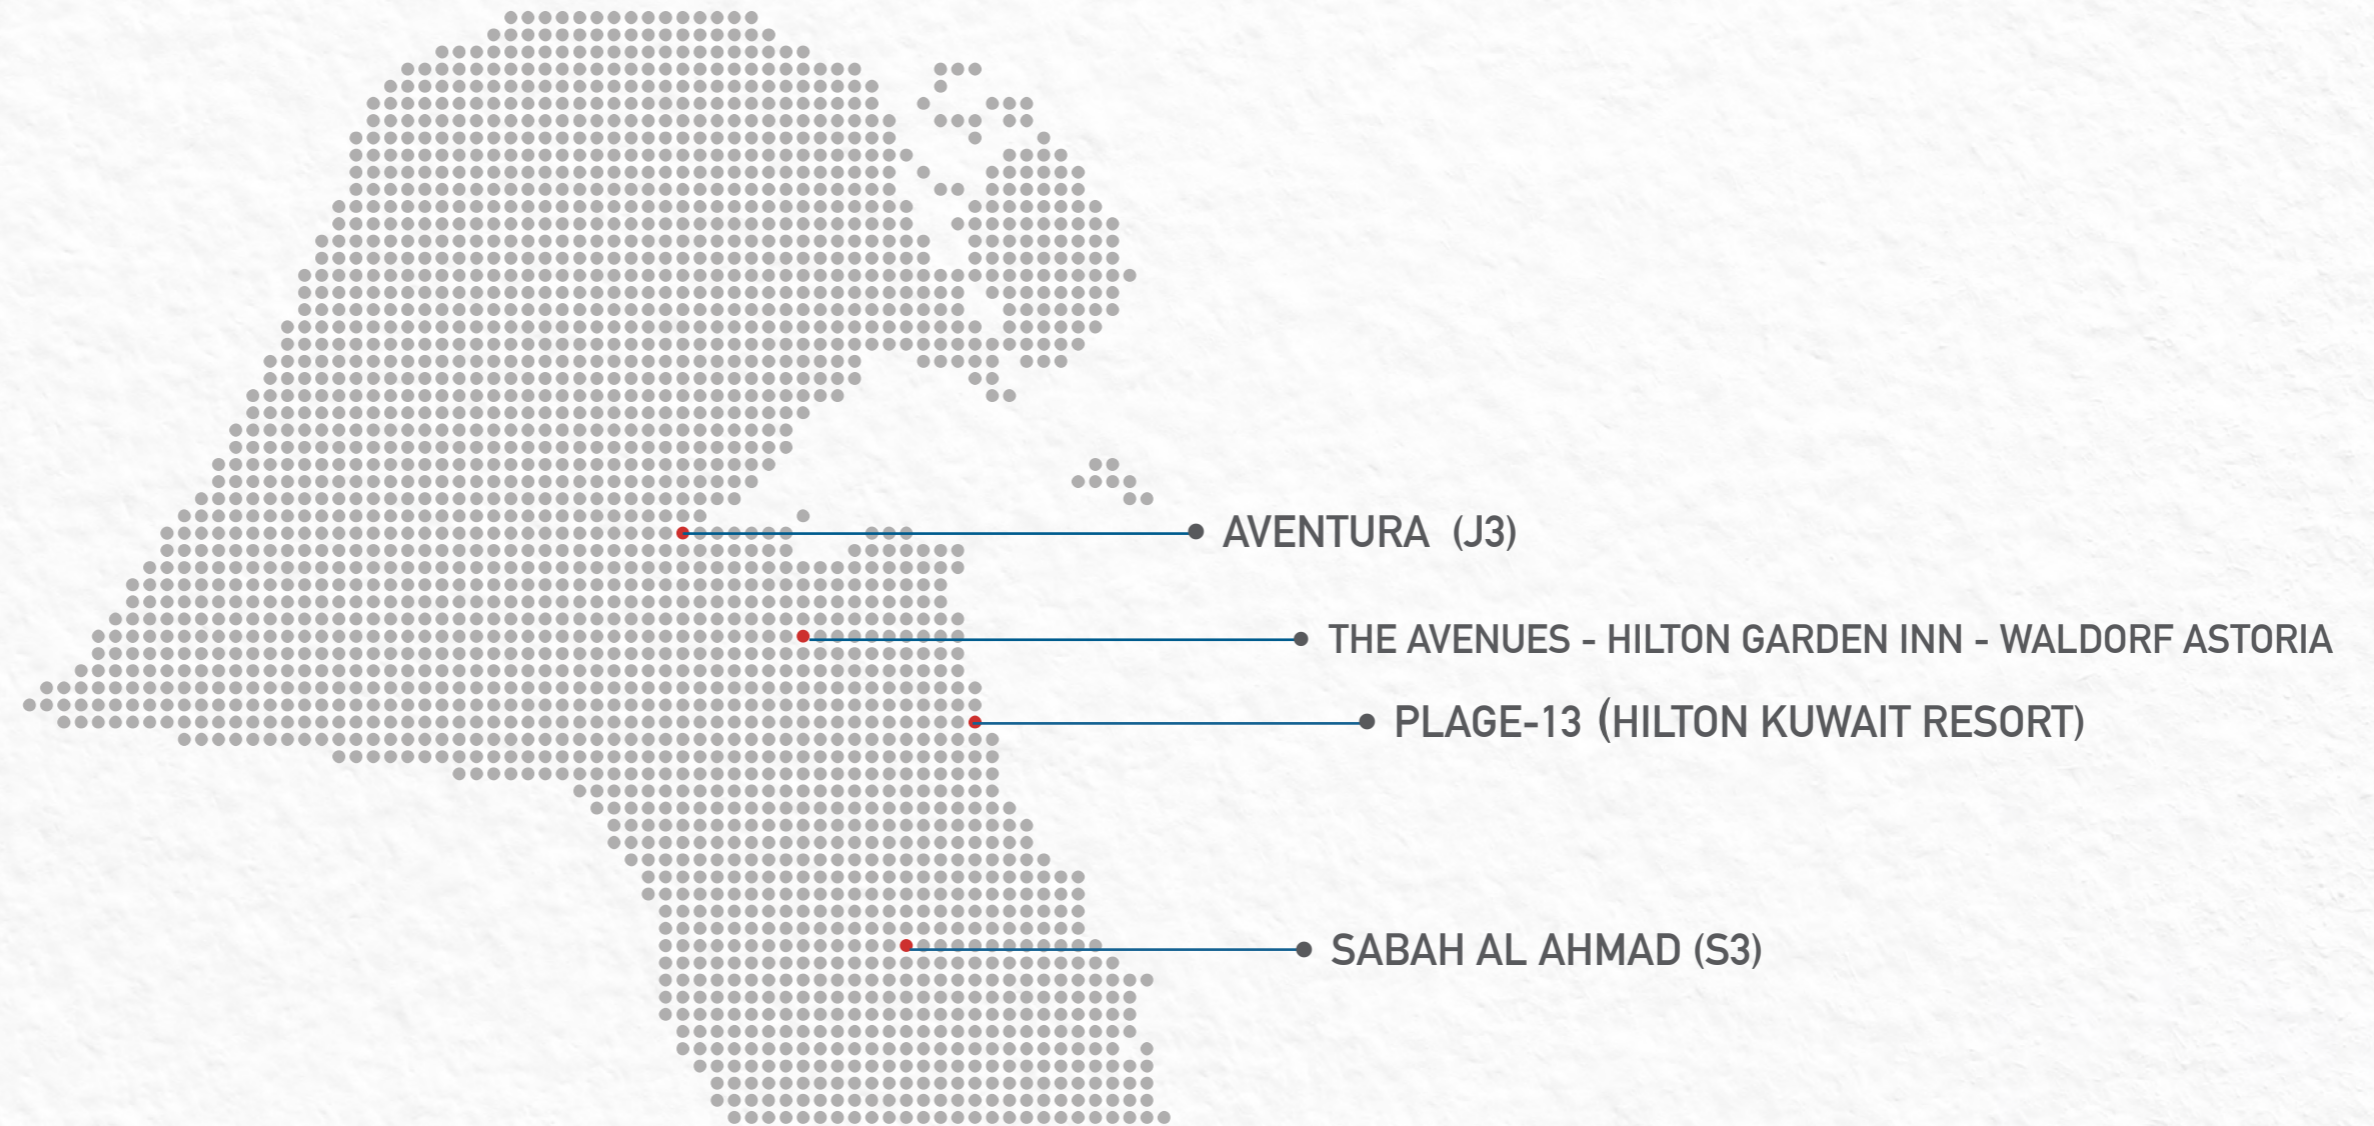 AVENTURA (J3)
THE AVENUES - HILTON GARDEN INN - WALDORF ASTORIA
PLAGE-13 (HILTON KUWAIT RESORT)
SABAH AL AHMAD (S3)